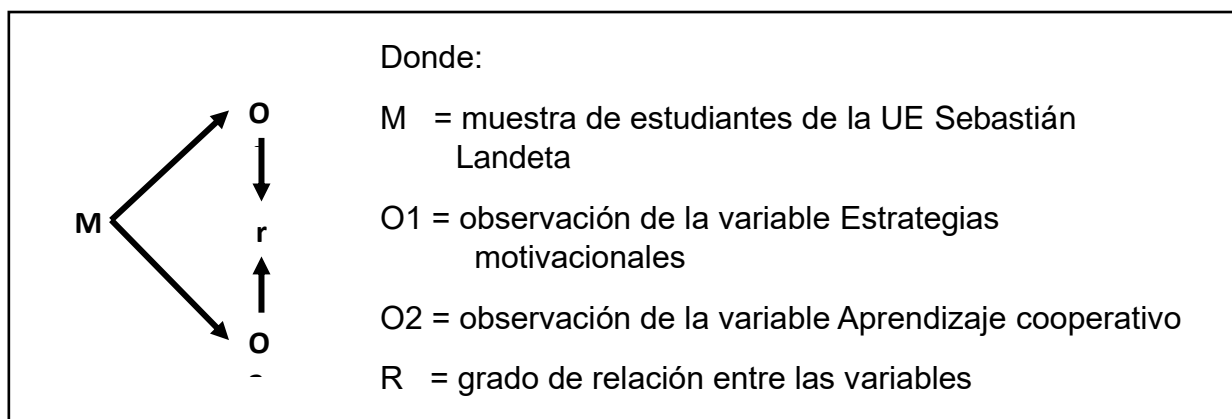 Donde:
O
M = muestra de estudiantes de la UE Sebastián
Landeta
O1 = observación de la variable Estrategias
motivacionales
M
r
O2 = observación de la variable Aprendizaje cooperativo
O
R = grado de relación entre las variables